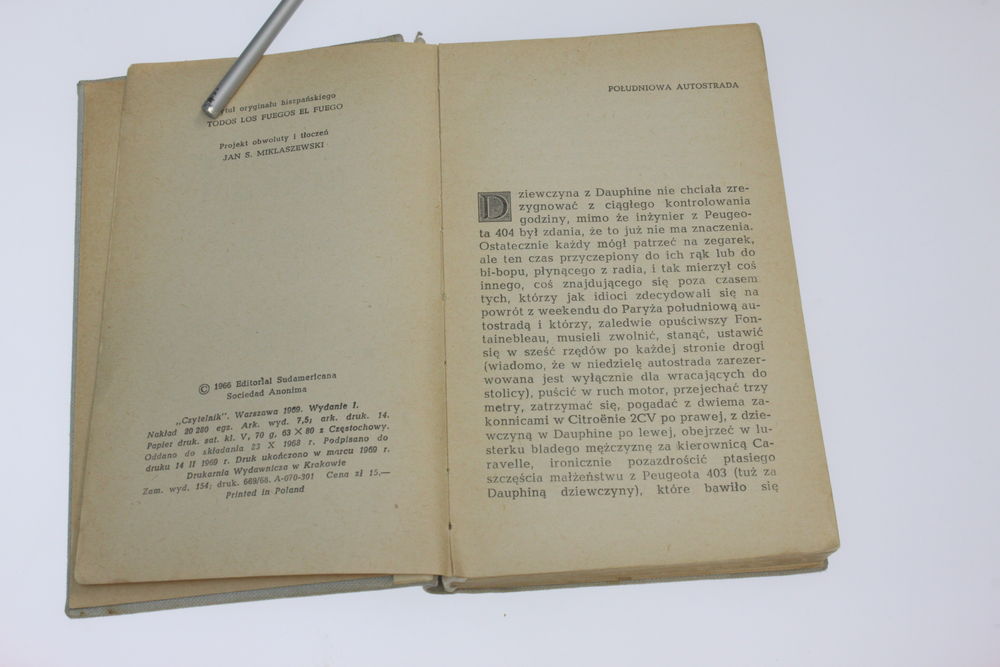 oryginału hiszpańskiego
TODOS LOS FUEGOS EL FUEGO
Projekt obwoluty i tłoczeń
JAN S. MIKLASZEWSKI
© 1966 Editorial Sudamericana
Sociedad Anonima
„Czytelnik". Warszawa 1969. Wydanie I.
Nakład 20 280 egz. Ark. wyd. 7,5; ark. druk. 14.
Papier druk. sat. kl. V, 70 g, 63 X 80 z Częstochowy.
Oddano do składania 23 X 1968 r. Podpisano do
druku 14 II 1969 r. Druk ukończono w marcu 1969 r.
Drukarnia Wydawnicza w Krakowie
Zam. wyd. 154; druk. 669/68. A-070-301 Cena zł 15,—
Printed in Poland
POŁUDNIOWA AUTOSTRADA
Dziewczyna z Dauphine nie chciała zre-
zygnować z ciągłego kontrolowania
godziny, mimo że inżynier z Peugeo-
ta 404 był zdania, że to już nie ma znaczenia.
Ostatecznie każdy mógł patrzeć na zegarek,
ale ten czas przyczepiony do ich rąk lub do
bi-bopu, płynącego z radia, i tak mierzył coś
innego, coś znajdującego się poza czasem
tych, którzy jak idioci zdecydowali się na
powrót z weekendu do Paryża południową au-
tostradą i którzy, zaledwie opuściwszy Fon-
tainebleau, musieli zwolnić, stanąć, ustawić
się w sześć rzędów po każdej stronie drogi
(wiadomo, że w niedzielę autostrada zarezer-
wowana jest wyłącznie dla wracających do
stolicy), puścić w ruch motor, przejechać trzy
metry, zatrzymać się, pogadać z dwiema za-
konnicami w Citroënie 2CV po prawej, z dzie-
wczyną w Dauphine po lewej, obejrzeć w lu-
sterku bladego mężczyznę za kierownicą Ca-
ravelle, ironicznie pozazdrościć ptasiego
szczęścia małżeństwu z Peugeota 403 (tuż za
Dauphiną dziewczyny), które bawiło się